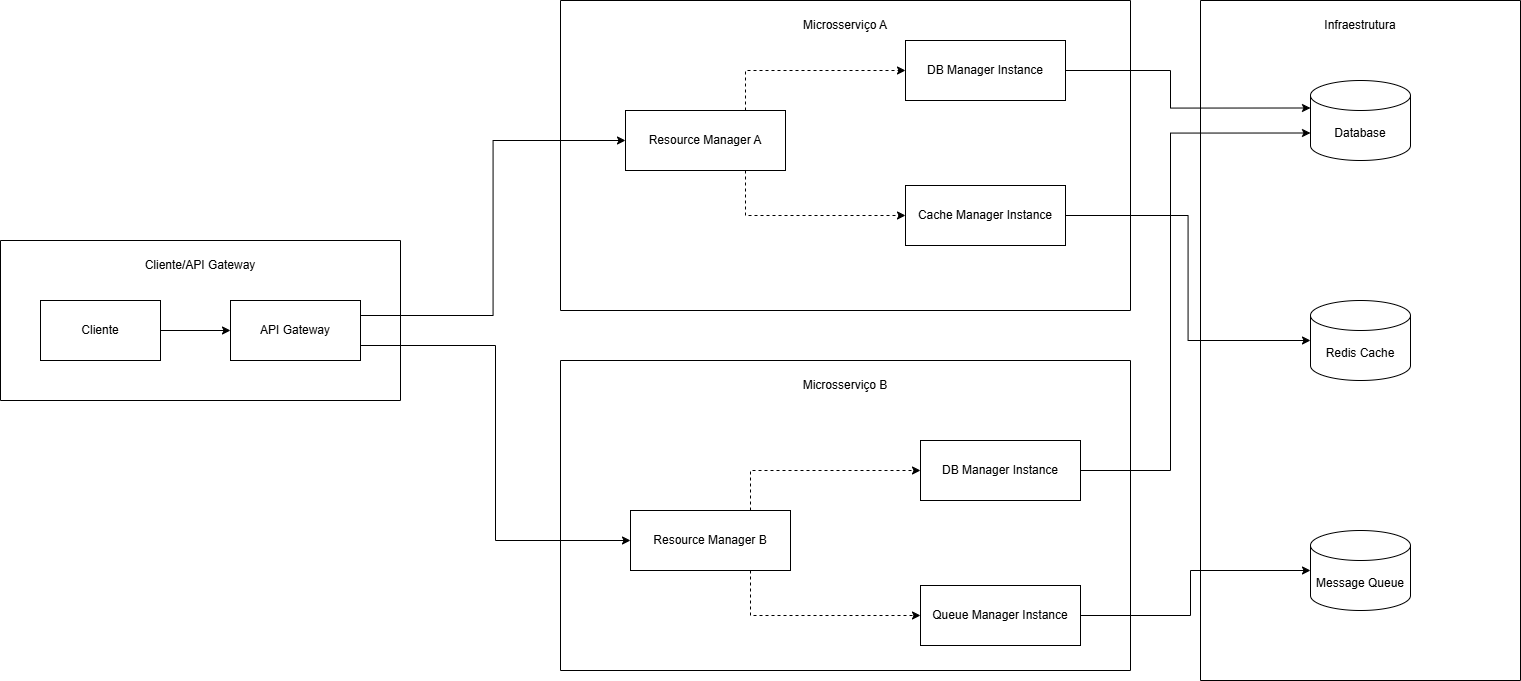 Cliente/API Gateway
Cliente
API Gateway
Microsserviço A
Resource Manager A
DB Manager Instance
Cache Manager Instance
Microsserviço B
Resource Manager B
DB Manager Instance
Queue Manager Instance
Infraestrutura
Database
Redis Cache
Message Queue